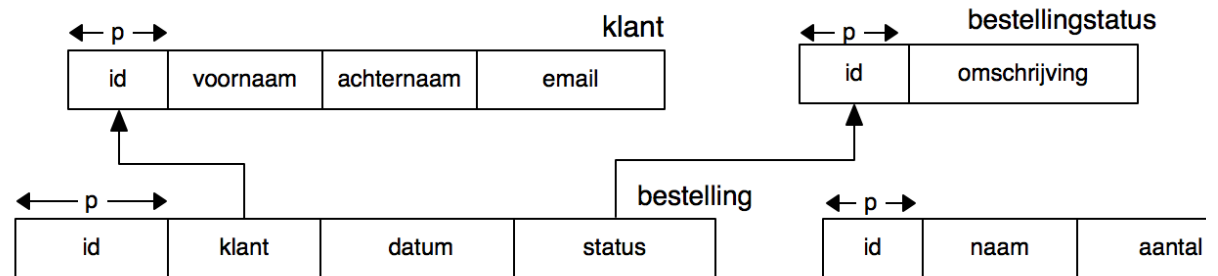 klant
p
id voornaam achternaam email
bestellingstatus
p
id omschrijving
bestelling
p
id klant datum status
p
id naam aantal